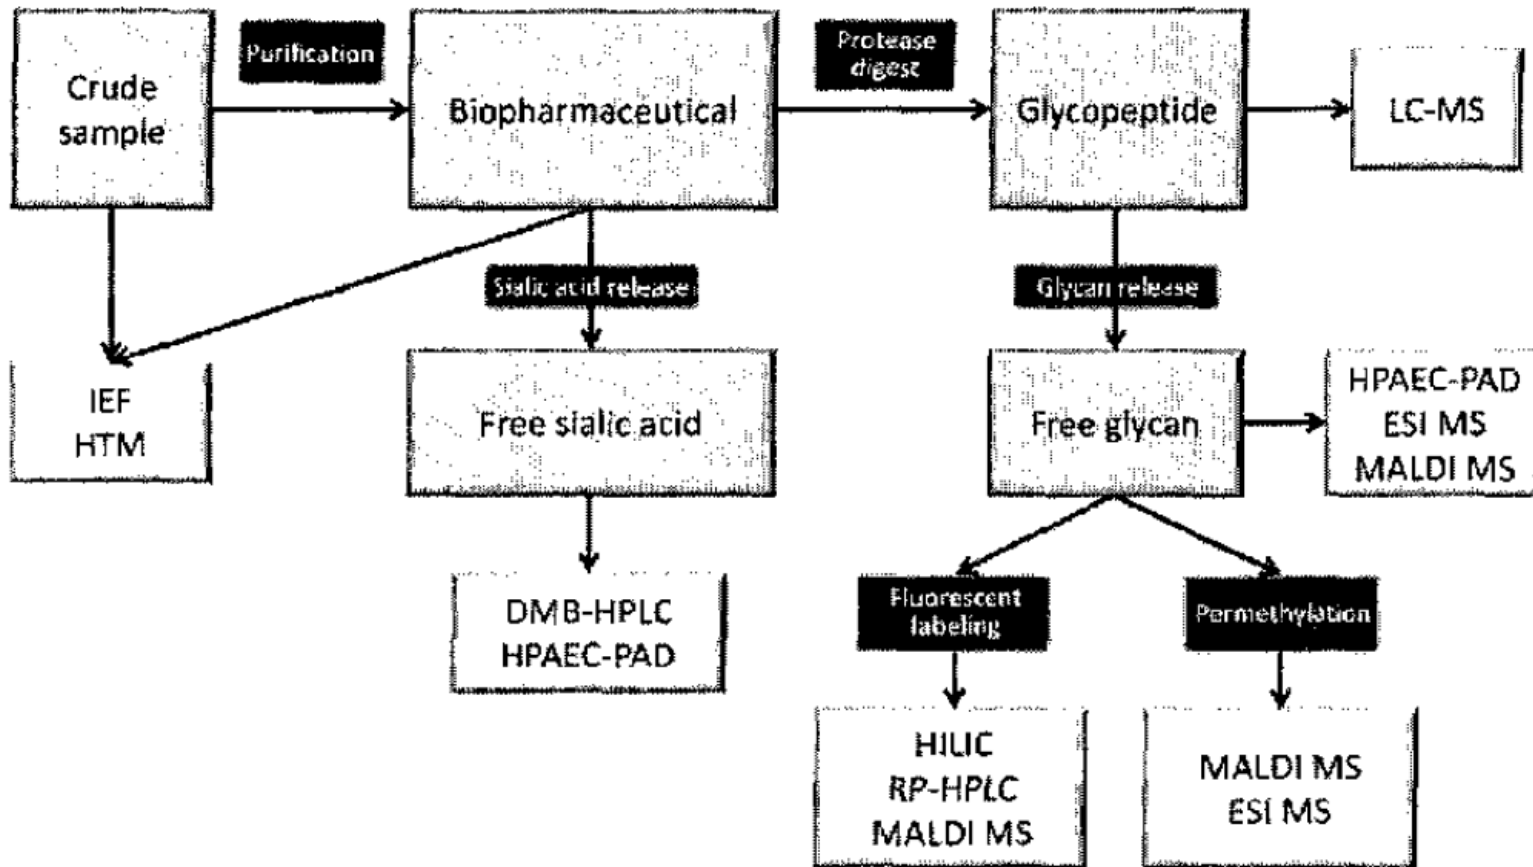 Crude
sample
Purification
Biopharmaceutical
Protease
digest
Glycopeptide
LC-MS
Sialic acid release
Glycan release
IEF
HTM
Free sialic acid
Free glycan
HPAEC-PAD
ESI MS
MALDI MS
DMB-HPLC
HPAEC-PAD
Fluorescent
labeling
Permethylation
HILIC
RP-HPLC
MALDI MS
MALDI MS
ESI MS